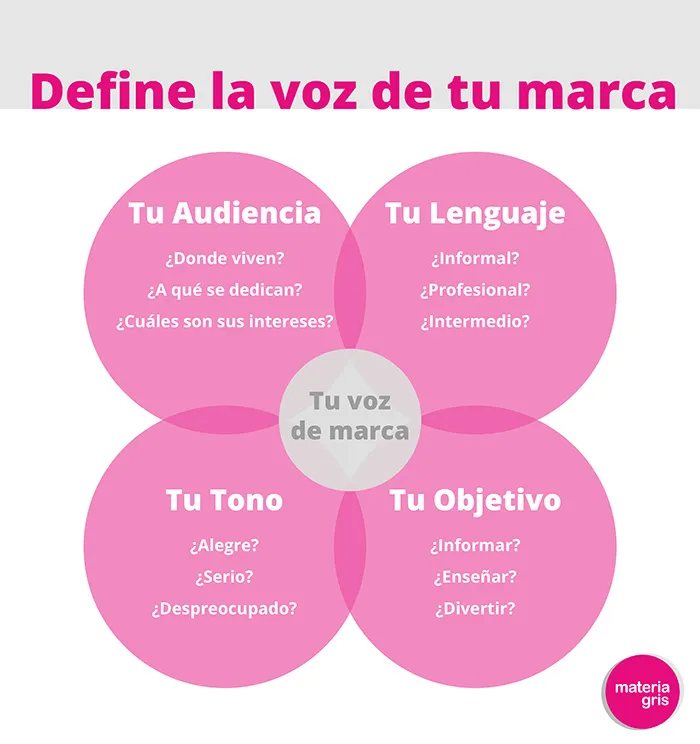 Define la voz de tu marca
Tu Audiencia
¿Donde viven?
¿A qué se dedican?
¿Cuáles son sus intereses?
Tu Lenguaje
¿Informal?
¿Profesional?
¿Intermedio?
Tu voz
de marca
Tu Tono
¿Alegre?
¿Serio?
¿Despreocupado?
Tu Objetivo
¿Informar?
¿Enseñar?
¿Divertir?
materia
gris